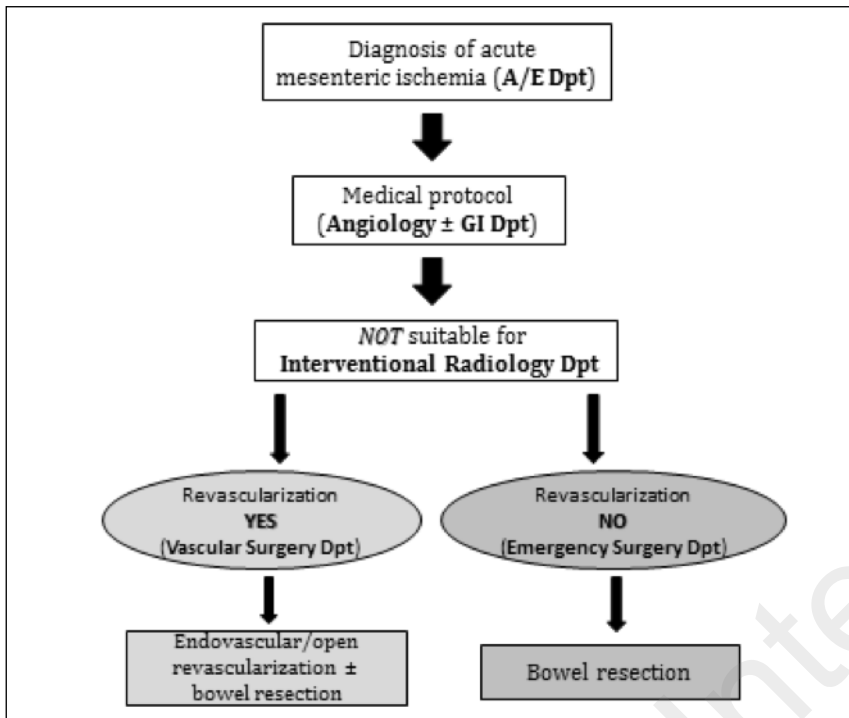 Diagnosis of acute
mesenteric ischemia (A/E Dpt)
Medical protocol
(Angiology ± GI Dpt)
NOT suitable for
Interventional Radiology Dpt
Revascularization
YES
(Vascular Surgery Dpt)
Revascularization
NO
(Emergency Surgery Dpt)
Endovascular/open
revascularization ±
bowel resection
Bowel resection